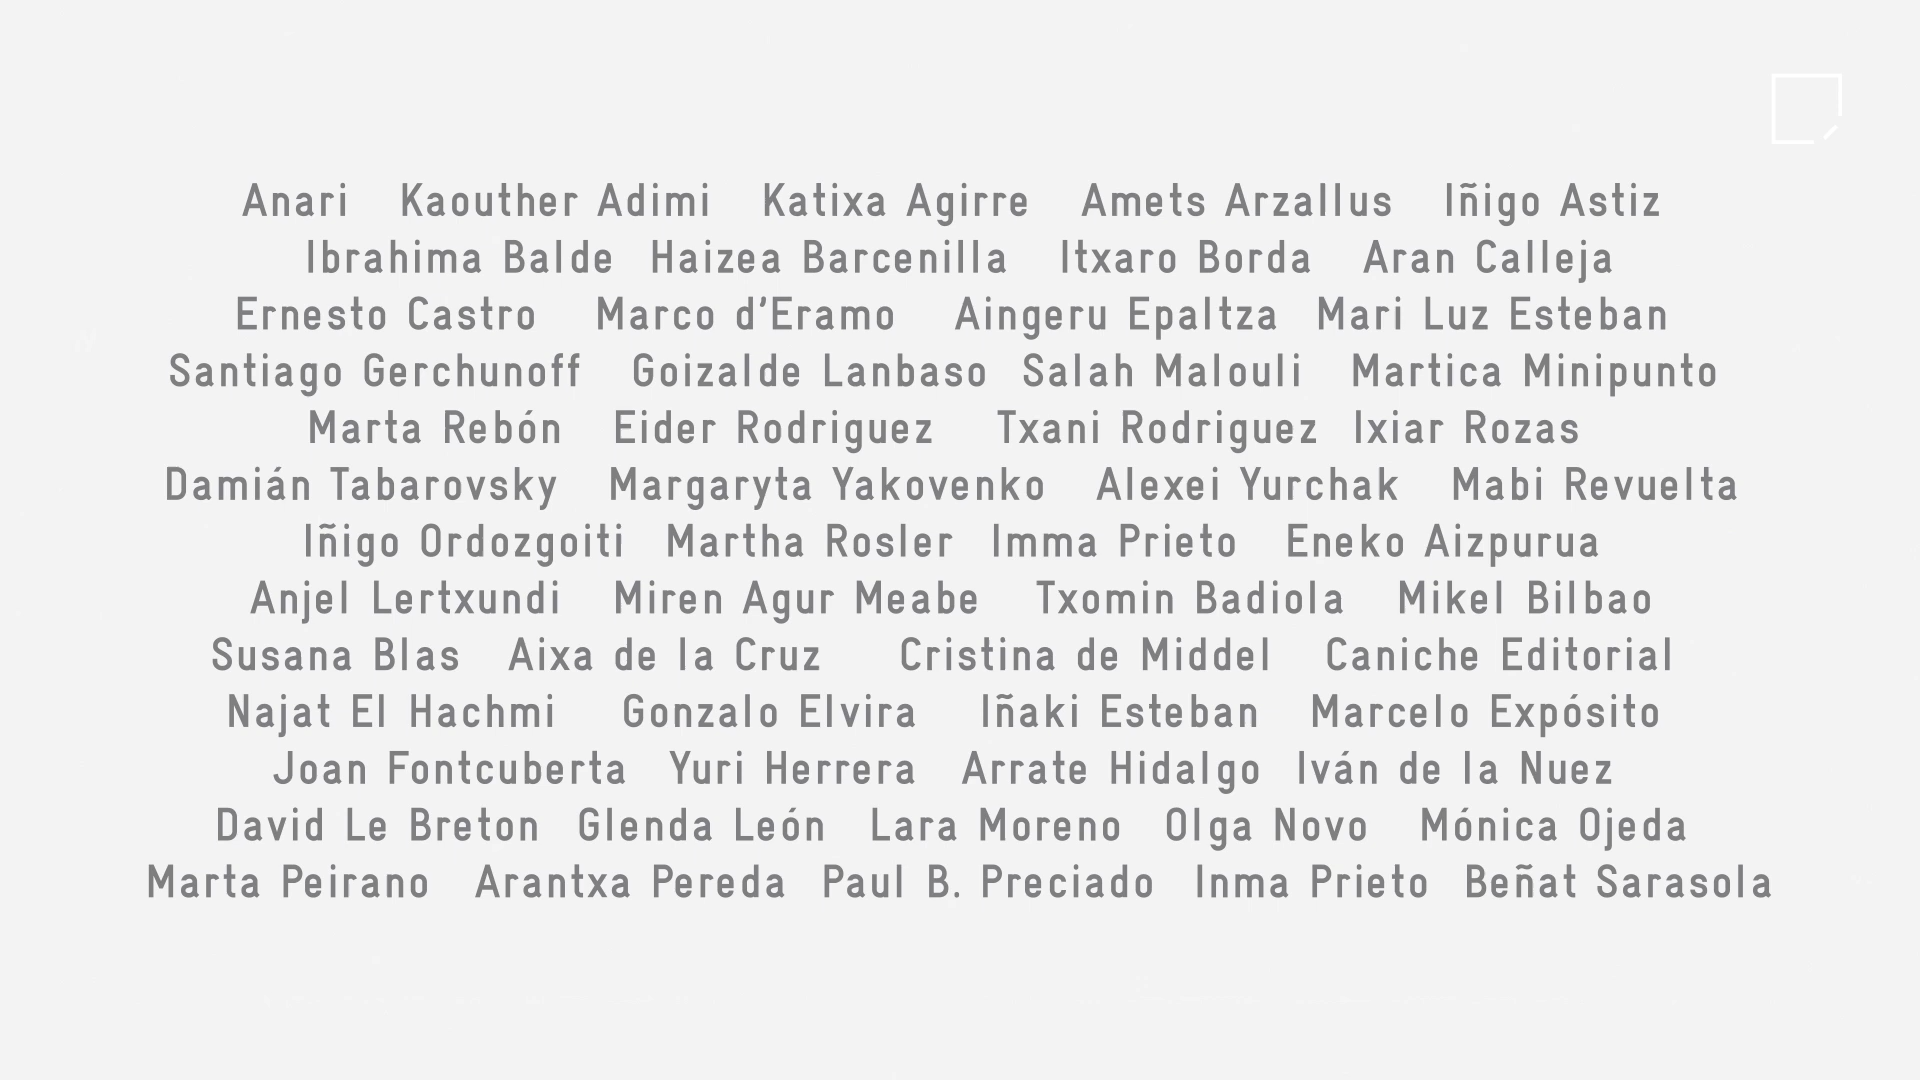 Anari Kaouther Adimi Katixa Agirre Amets Arzallus Iñigo Astiz
Ibrahima Balde Haizea Barcenilla Itxaro Borda Aran Calleja
Ernesto Castro Marco d'Eramo Aingeru Epaltza Mari Luz Esteban
Santiago Gerchunoff Goizalde Lanbaso Salah Malouli Martica Minipunto
Marta Rebón Eider Rodriguez Txani Rodriguez Ixiar Rozas
Damián Tabarovsky Margaryta Yakovenko Alexei Yurchak Mabi Revuelta
Iñigo Ordozgoiti Martha Rosler Imma Prieto Eneko Aizpurua
Anjel Lertxundi Miren Agur Meabe Txomin Badiola Mikel Bilbao
Susana Blas Aixa de la Cruz Cristina de Middel Caniche Editorial
Najat El Hachmi Gonzalo Elvira Iñaki Esteban Marcelo Expósito
Joan Fontcuberta Yuri Herrera Arrate Hidalgo Iván de la Nuez
David Le Breton Glenda León Lara Moreno Olga Novo Mónica Ojeda
Marta Peirano Arantxa Pereda Paul B. Preciado Inma Prieto Beñat Sarasola